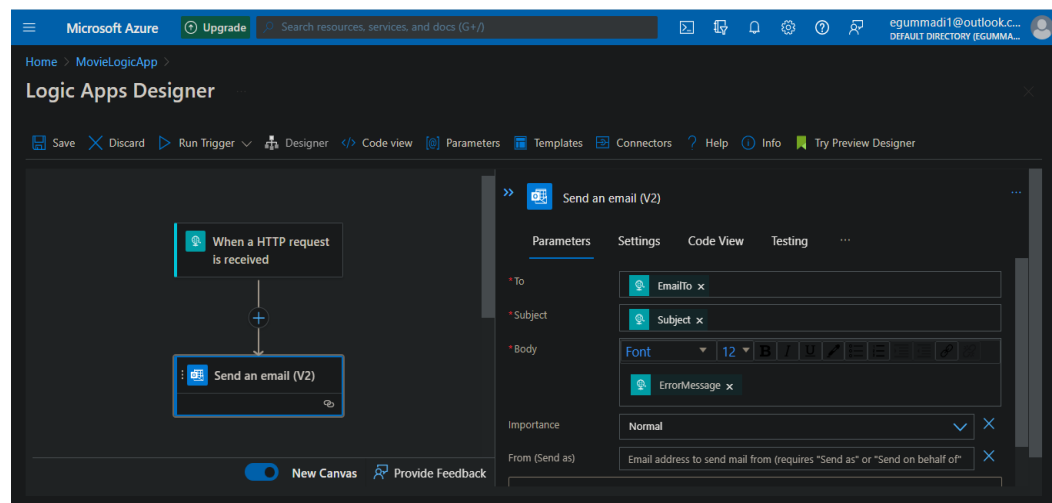 Microsoft Azure
Upgrade
Search resources, services, and docs (G+/)
egummadi1@outlook.c...
DEFAULT DIRECTORY (EGUMMA...
Home > MovieLogicApp >
Logic Apps Designer ...
Save Discard Run Trigger Designer </> Code view [@] Parameters Templates Connectors ? Help Info Try Preview Designer
When a HTTP request
is received
Send an email (V2)
New Canvas Provide Feedback
Send an email (V2) ...
Parameters Settings Code View Testing ...
*To EmailTo ×
*Subject Subject ×
*Body Font 12 B I U
ErrorMessage ×
Importance Normal
From (Send as) Email address to send mail from (requires "Send as" or "Send on behalf of"